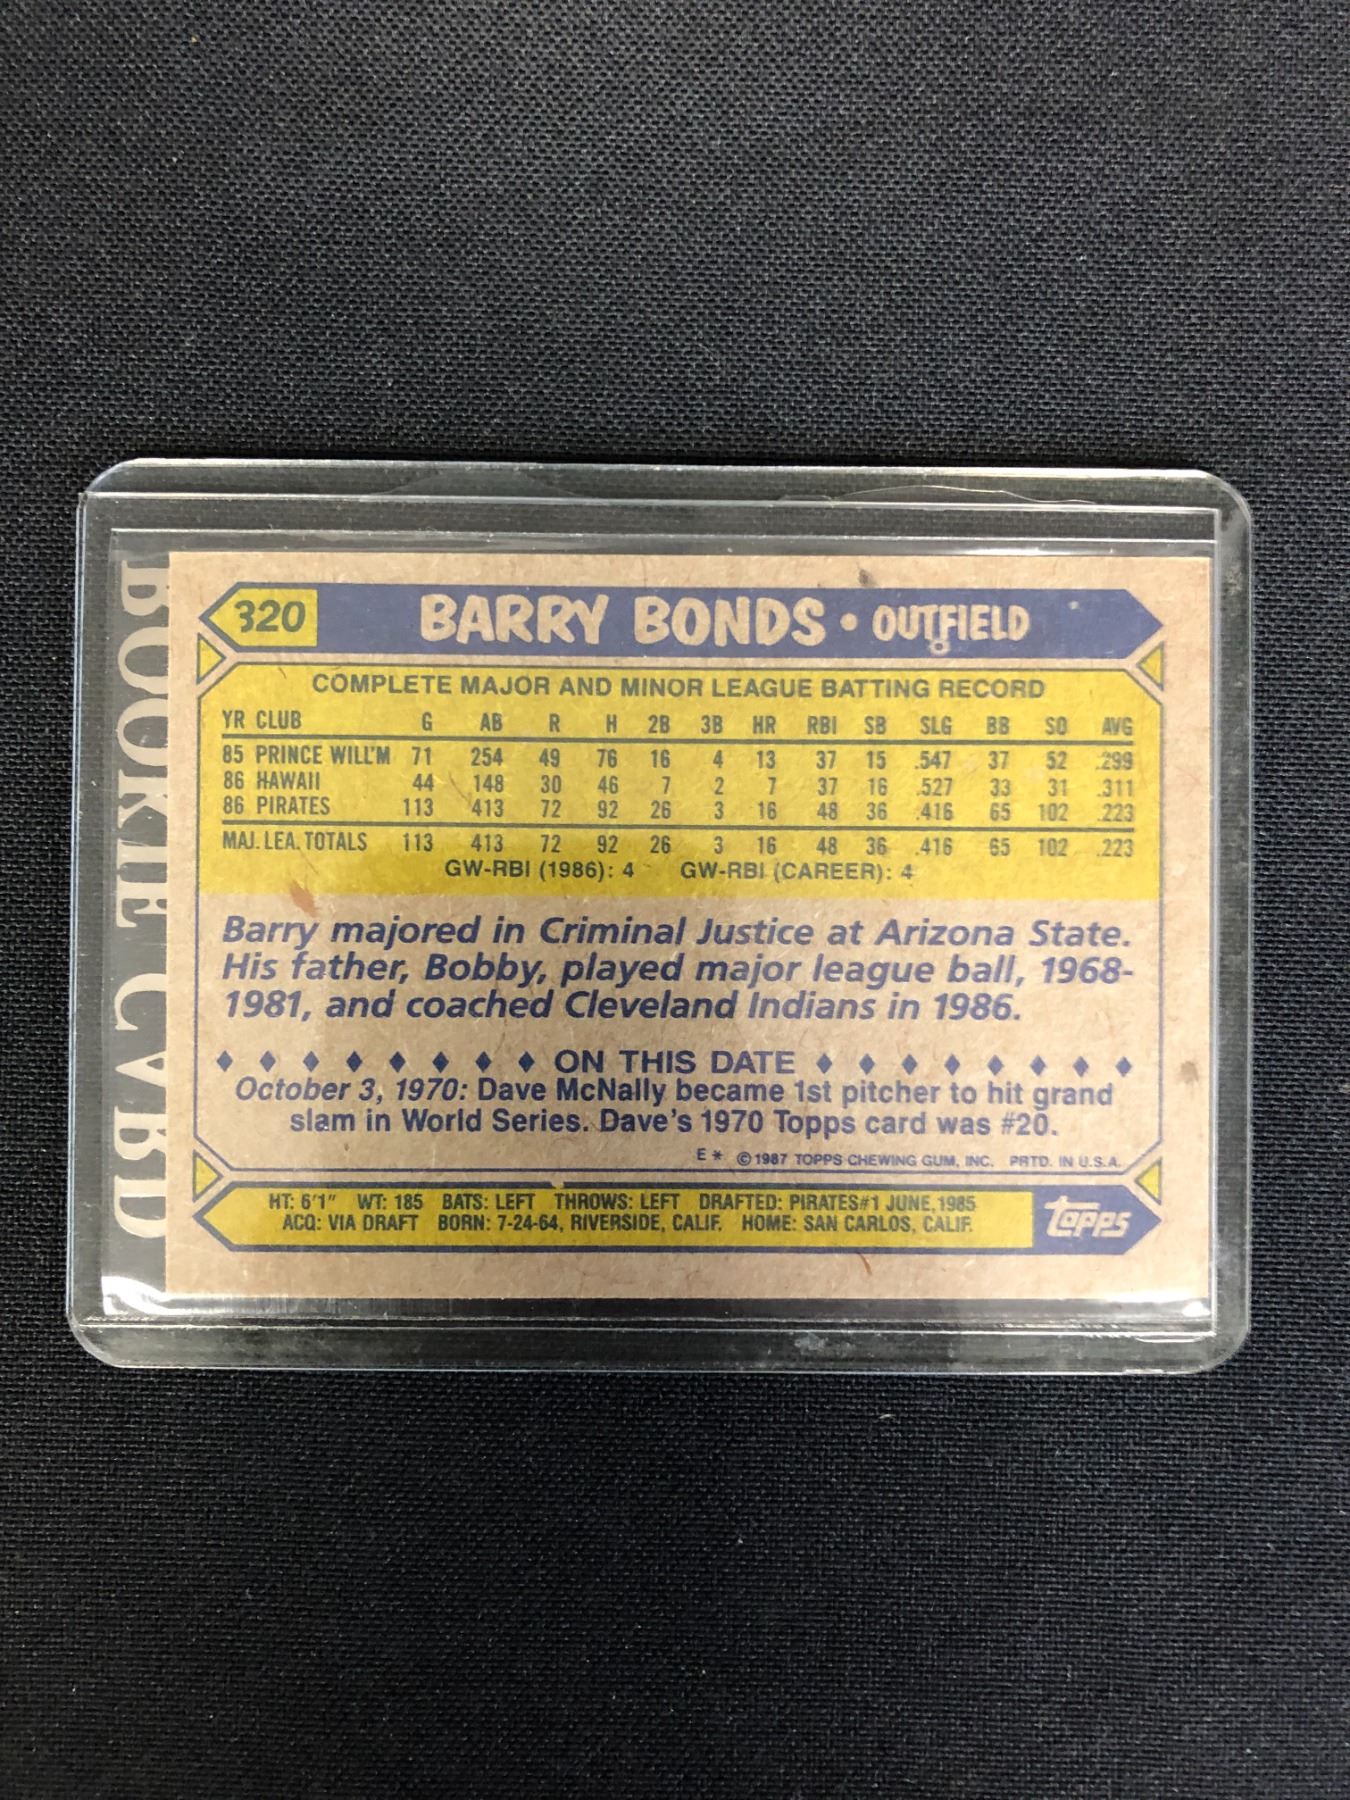 320 BARRY BONDS • OUTFIELD
COMPLETE MAJOR AND MINOR LEAGUE BATTING RECORD
YR CLUB G AB R H 2B 3B HR RBI SB SLG BB SO AVG
85 PRINCE WILL'M 71 254 49 76 16 4 13 37 15 .547 37 52 .299
86 HAWAII 44 148 30 46 7 2 7 37 16 .527 33 31 .311
86 PIRATES 113 413 72 92 26 3 16 48 36 .416 65 102 .223
MAJ. LEA. TOTALS 113 413 72 92 26 3 16 48 36 .416 65 102 .223
GW-RBI (1986): 4 GW-RBI (CAREER): 4
Barry majored in Criminal Justice at Arizona State.
His father, Bobby, played major league ball, 1968-
1981, and coached Cleveland Indians in 1986.
ON THIS DATE
October 3, 1970: Dave McNally became 1st pitcher to hit grand
slam in World Series. Dave's 1970 Topps card was #20.
E * © 1987 TOPPS CHEWING GUM, INC. PRTD. IN U.S.A.
HT: 6'1" WT: 185 BATS: LEFT THROWS: LEFT DRAFTED: PIRATES#1 JUNE, 1985
ACQ: VIA DRAFT BORN: 7-24-64, RIVERSIDE, CALIF. HOME: SAN CARLOS, CALIF.
topps